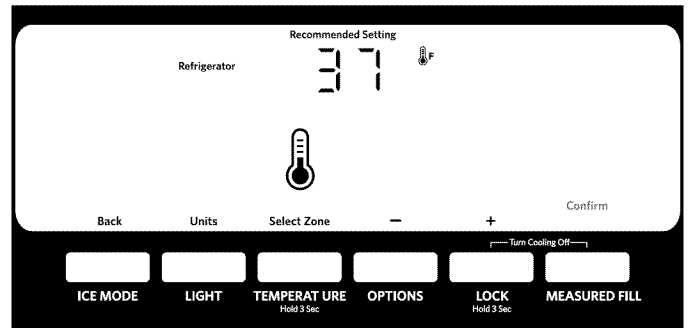 Recommended Setting
Refrigerator 37 F
Back Units Select Zone − + Confirm
Turn Cooling Off
ICE MODE LIGHT TEMPERAT URE OPTIONS LOCK MEASURED FILL
Hold 3 Sec Hold 3 Sec